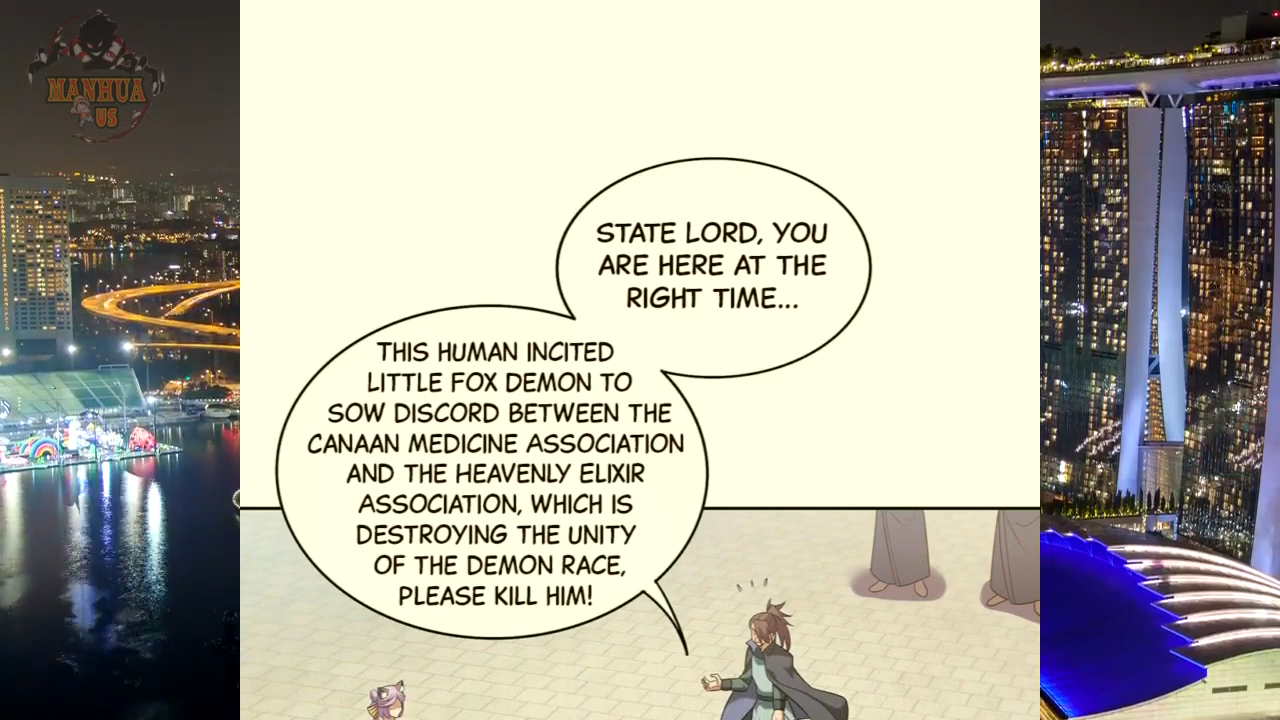 MANHUA
US
STATE LORD, YOU
ARE HERE AT THE
RIGHT TIME...
THIS HUMAN INCITED
LITTLE FOX DEMON TO
SOW DISCORD BETWEEN THE
CANAAN MEDICINE ASSOCIATION
AND THE HEAVENLY ELIXIR
ASSOCIATION, WHICH IS
DESTROYING THE UNITY
OF THE DEMON RACE,
PLEASE KILL HIM!